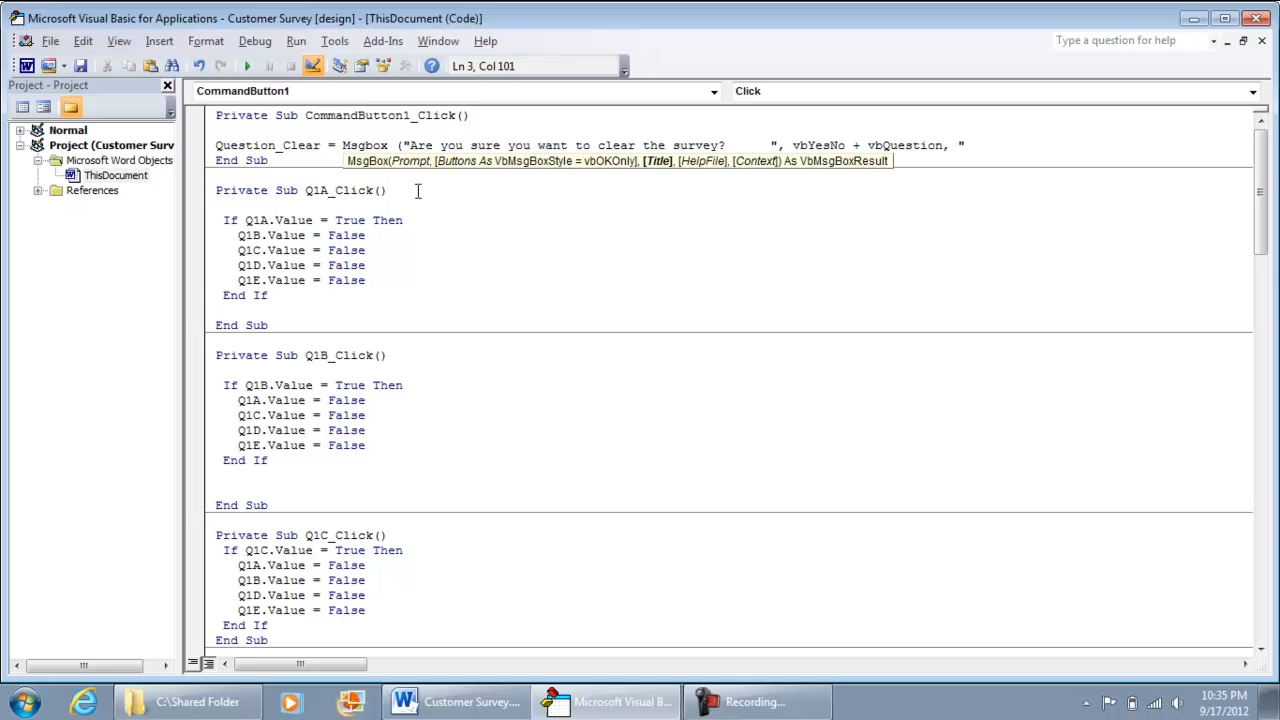 Microsoft Visual Basic for Applications - Customer Survey [design] - [ThisDocument (Code)]
File Edit View Insert Format Debug Run Tools Add-Ins Window Help
Type a question for help
Ln 3, Col 101
Project - Project
CommandButton1
Click
Normal
Project (Customer Surv
Microsoft Word Objects
ThisDocument
References
Private Sub CommandButton1_Click()
Question_Clear = Msgbox ("Are you sure you want to clear the survey?      ", vbYesNo + vbQuestion, "
End Sub
MsgBox(Prompt, [Buttons As VbMsgBoxStyle = vbOKOnly], [Title], [HelpFile], [Context]) As VbMsgBoxResult
Private Sub Q1A_Click()
If Q1A.Value = True Then
Q1B.Value = False
Q1C.Value = False
Q1D.Value = False
Q1E.Value = False
End If
End Sub
Private Sub Q1B_Click()
If Q1B.Value = True Then
Q1A.Value = False
Q1C.Value = False
Q1D.Value = False
Q1E.Value = False
End If
End Sub
Private Sub Q1C_Click()
If Q1C.Value = True Then
Q1A.Value = False
Q1B.Value = False
Q1D.Value = False
Q1E.Value = False
End If
End Sub
C:\Shared Folder
Customer Survey....
Microsoft Visual B...
Recording...
10:35 PM
9/17/2012